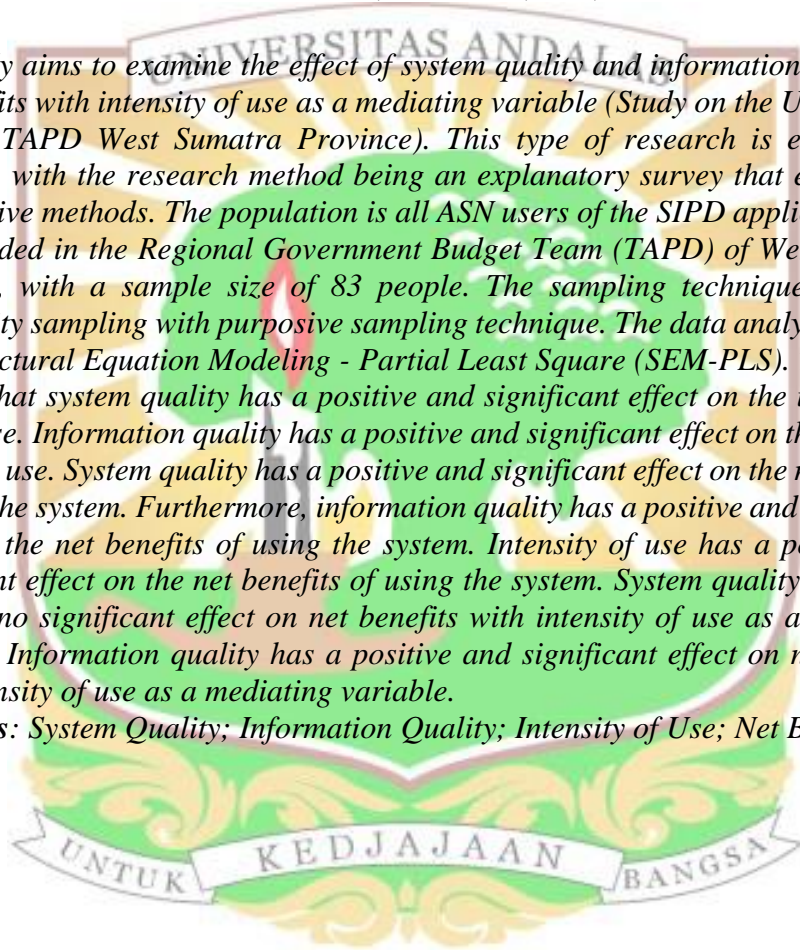 UNIVERSITAS ANDALAS
y aims to examine the effect of system quality and information
fits with intensity of use as a mediating variable (Study on the U
TAPD West Sumatra Province). This type of research is e
with the research method being an explanatory survey that e
ive methods. The population is all ASN users of the SIPD appli
ded in the Regional Government Budget Team (TAPD) of We
, with a sample size of 83 people. The sampling technique
ty sampling with purposive sampling technique. The data analy
ctural Equation Modeling - Partial Least Square (SEM-PLS).
hat system quality has a positive and significant effect on the i
se. Information quality has a positive and significant effect on th
use. System quality has a positive and significant effect on the n
he system. Furthermore, information quality has a positive and
the net benefits of using the system. Intensity of use has a po
nt effect on the net benefits of using the system. System quality
no significant effect on net benefits with intensity of use as a
Information quality has a positive and significant effect on n
nsity of use as a mediating variable.
s: System Quality; Information Quality; Intensity of Use; Net B
UNTUK KEDJAJAAN BANGSA